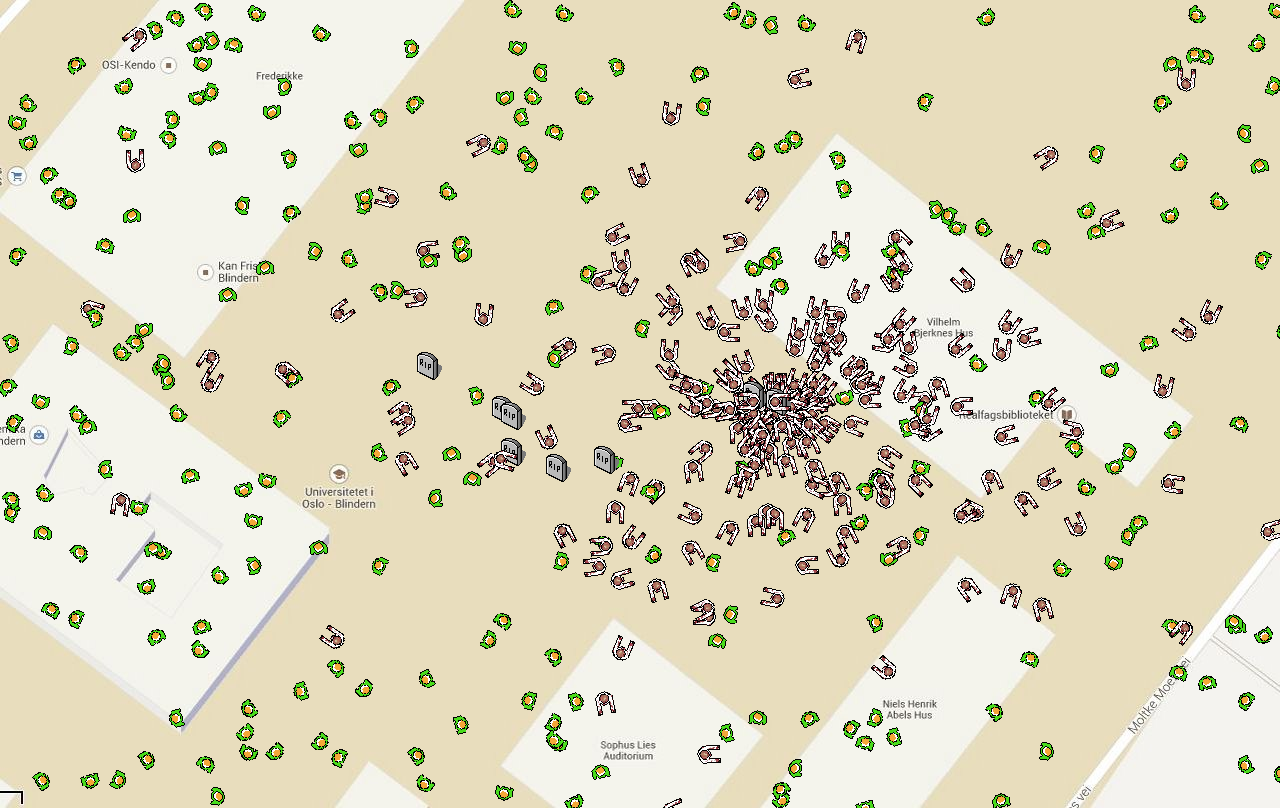 OSI-Kendo
Frederikke
Kan Fris
Blindern
Vilhelm
Bjerknes Hus
Realfagsbiblioteket
Universitetet i
Oslo - Blindern
Niels Henrik
Abels Hus
Sophus Lies
Auditorium
Moltke Moes vei
RIP
RIP
RIP
RIP
RIP